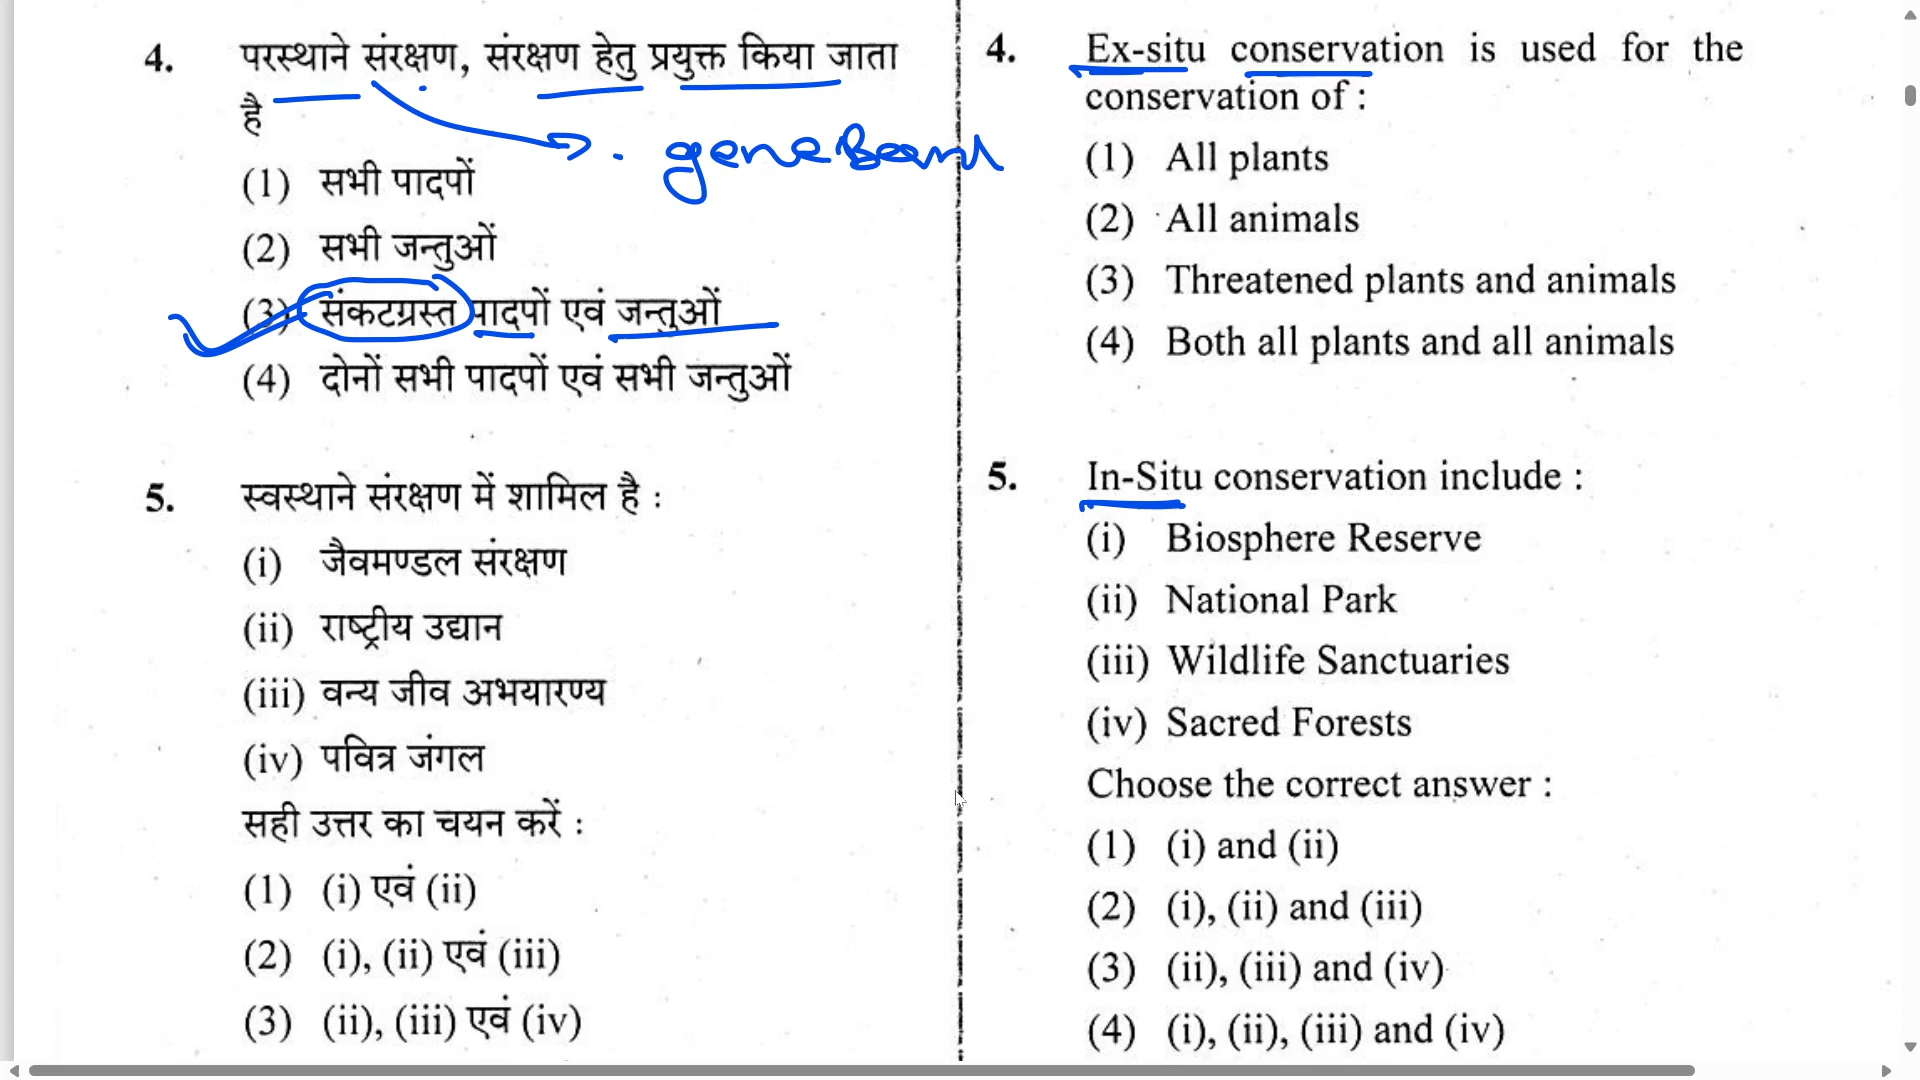 4. परस्थाने संरक्षण, संरक्षण हेतु प्रयुक्त किया जाता
है
gene Bank
(1) सभी पादपों
(2) सभी जन्तुओं
(3) संकटग्रस्त पादपों एवं जन्तुओं
(4) दोनों सभी पादपों एवं सभी जन्तुओं
5. स्वस्थाने संरक्षण में शामिल है :
(i) जैवमण्डल संरक्षण
(ii) राष्ट्रीय उद्यान
(iii) वन्य जीव अभयारण्य
(iv) पवित्र जंगल
सही उत्तर का चयन करें :
(1) (i) एवं (ii)
(2) (i), (ii) एवं (iii)
(3) (ii), (iii) एवं (iv)
4. Ex-situ conservation is used for the
conservation of :
(1) All plants
(2) All animals
(3) Threatened plants and animals
(4) Both all plants and all animals
5. In-Situ conservation include :
(i) Biosphere Reserve
(ii) National Park
(iii) Wildlife Sanctuaries
(iv) Sacred Forests
Choose the correct answer :
(1) (i) and (ii)
(2) (i), (ii) and (iii)
(3) (ii), (iii) and (iv)
(4) (i), (ii), (iii) and (iv)